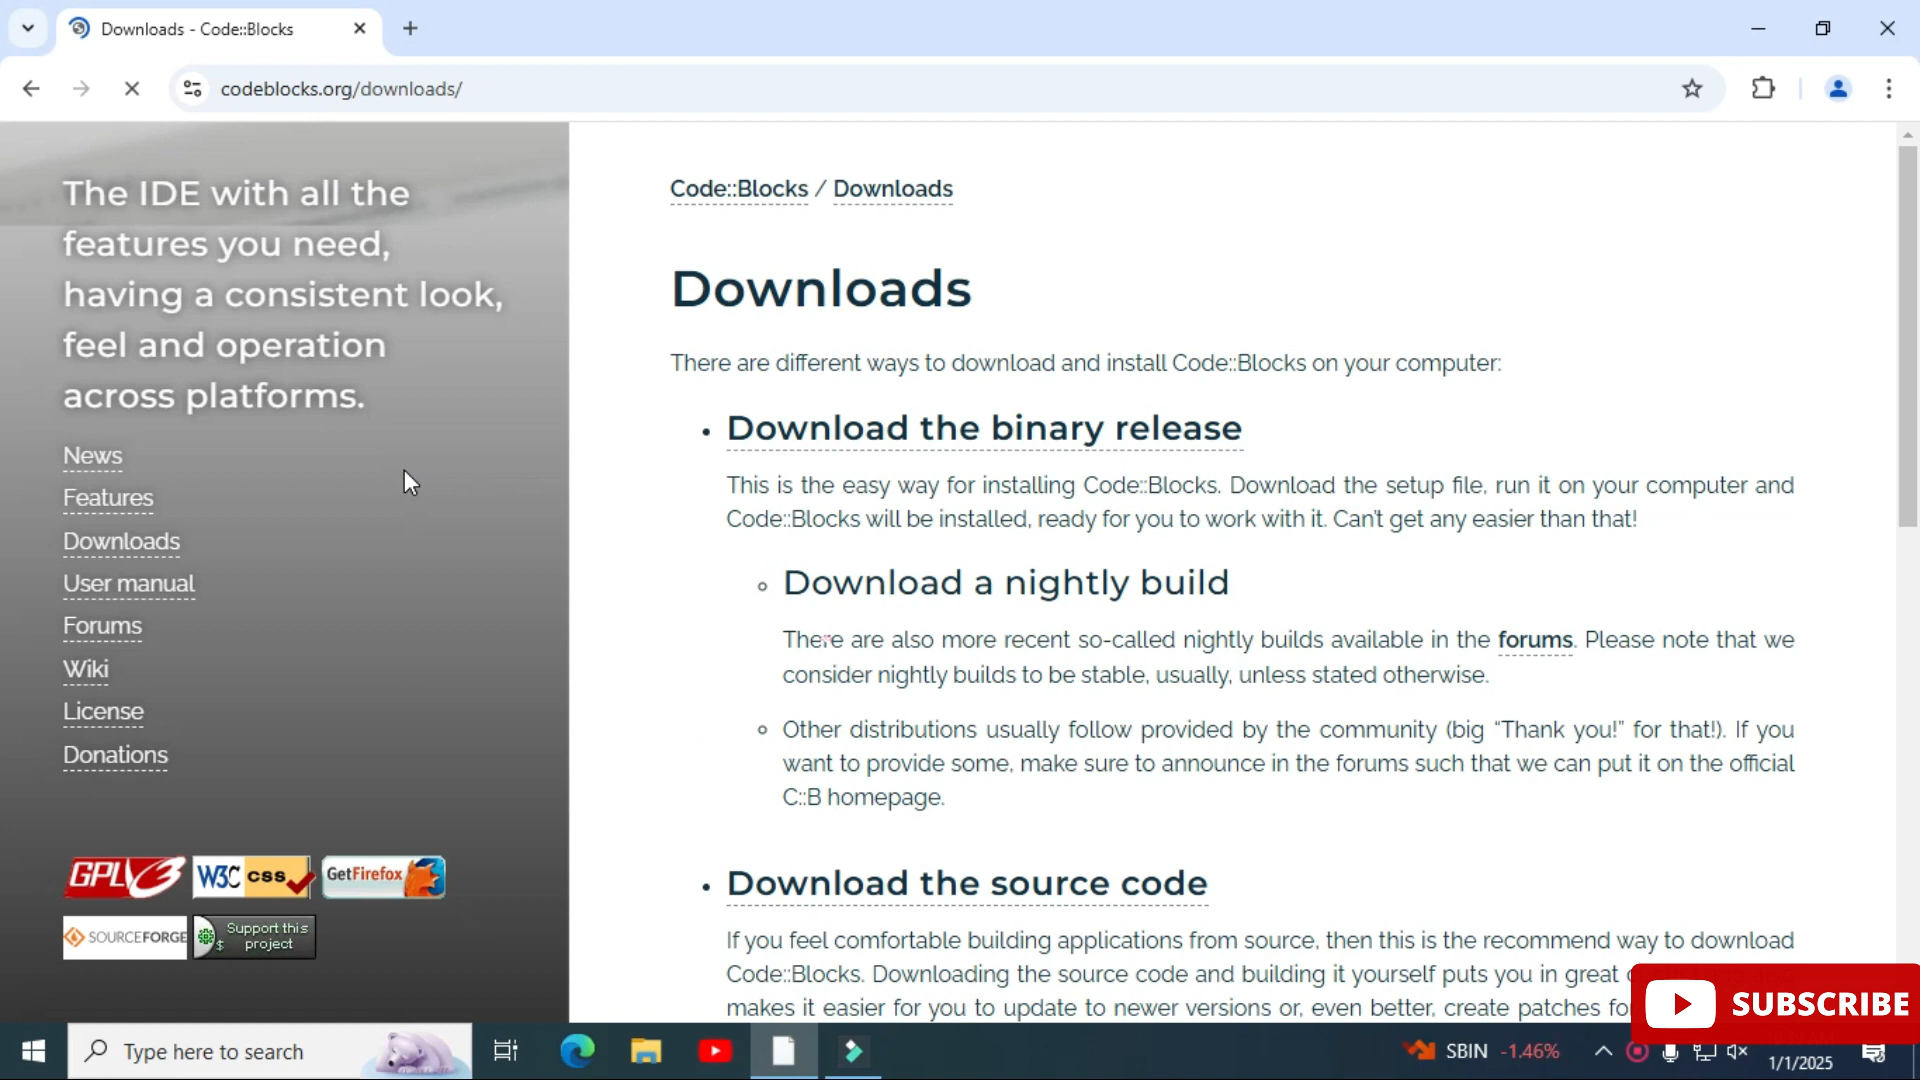 Downloads - Code::Blocks
codeblocks.org/downloads/
The IDE with all the
features you need,
having a consistent look,
feel and operation
across platforms.
News
Features
Downloads
User manual
Forums
Wiki
License
Donations
GPLv3
W3C css
GetFirefox
SOURCEFORGE
Support this
project
Code::Blocks / Downloads
Downloads
There are different ways to download and install Code::Blocks on your computer:
Download the binary release
This is the easy way for installing Code::Blocks. Download the setup file, run it on your computer and
Code::Blocks will be installed, ready for you to work with it. Can't get any easier than that!
Download a nightly build
There are also more recent so-called nightly builds available in the forums. Please note that we
consider nightly builds to be stable, usually, unless stated otherwise.
Other distributions usually follow provided by the community (big “Thank you!” for that!). If you
want to provide some, make sure to announce in the forums such that we can put it on the official
C::B homepage.
Download the source code
If you feel comfortable building applications from source, then this is the recommend way to download
Code::Blocks. Downloading the source code and building it yourself puts you in great
makes it easier for you to update to newer versions or, even better, create patches for
SUBSCRIBE
Type here to search
SBIN -1.46%
1/1/2025